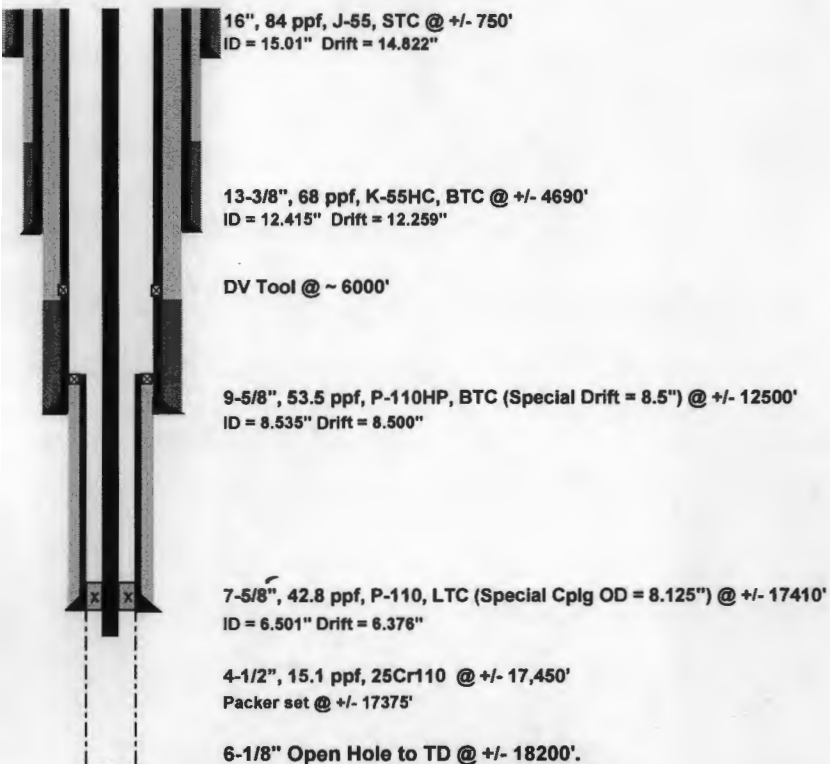 16", 84 ppf, J-55, STC @ +/- 750'
ID = 15.01" Drift = 14.822"
13-3/8", 68 ppf, K-55HC, BTC @ +/- 4690'
ID = 12.415" Drift = 12.259"
DV Tool @ ~ 6000'
9-5/8", 53.5 ppf, P-110HP, BTC (Special Drift = 8.5") @ +/- 12500'
ID = 8.535" Drift = 8.500"
X X
7-5/8", 42.8 ppf, P-110, LTC (Special Cplg OD = 8.125") @ +/- 17410'
ID = 6.501" Drift = 6.376"
4-1/2", 15.1 ppf, 25Cr110 @ +/- 17,450'
Packer set @ +/- 17375'
6-1/8" Open Hole to TD @ +/- 18200'.